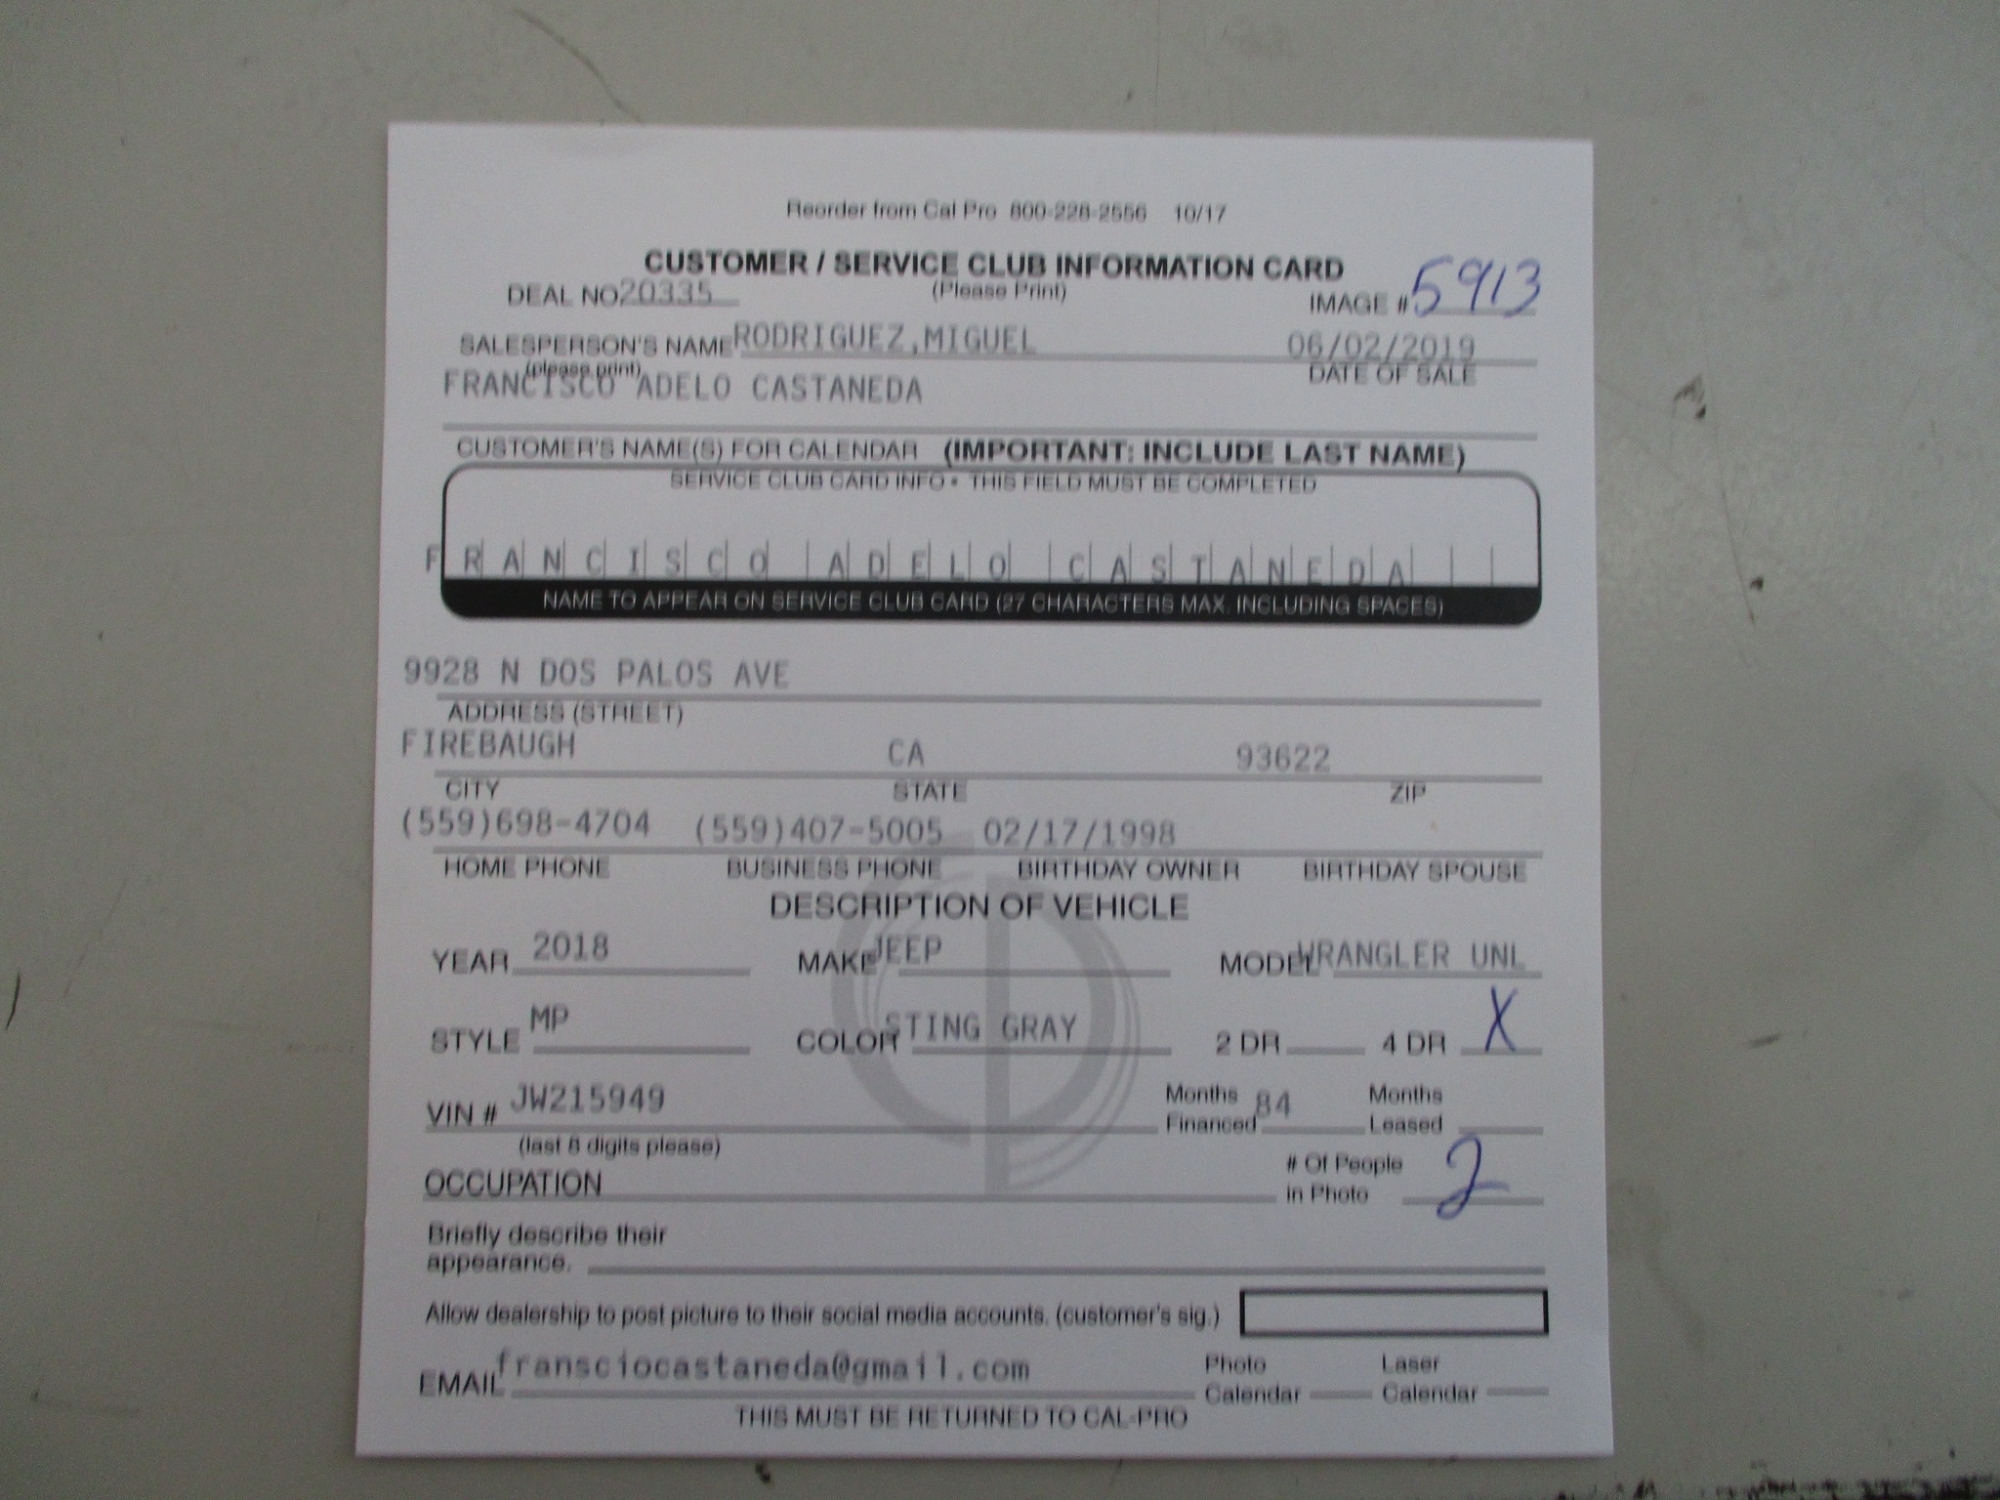 Reorder from Cal Pro 800-228-2556 10/17
CUSTOMER / SERVICE CLUB INFORMATION CARD
(Please Print)
DEAL NO 20335 IMAGE # 5913
SALESPERSON'S NAME RODRIGUEZ,MIGUEL 06/02/2019
(please print) DATE OF SALE
FRANCISCO ADELO CASTANEDA
CUSTOMER'S NAME(S) FOR CALENDAR (IMPORTANT: INCLUDE LAST NAME)
SERVICE CLUB CARD INFO • THIS FIELD MUST BE COMPLETED
FRANCISCO ADELO CASTANEDA
NAME TO APPEAR ON SERVICE CLUB CARD (27 CHARACTERS MAX. INCLUDING SPACES)
9928 N DOS PALOS AVE
ADDRESS (STREET)
FIREBAUGH CA 93622
CITY STATE ZIP
(559)698-4704 (559)407-5005 02/17/1998
HOME PHONE BUSINESS PHONE BIRTHDAY OWNER BIRTHDAY SPOUSE
DESCRIPTION OF VEHICLE
YEAR 2018 MAKE JEEP MODEL WRANGLER UNL
STYLE MP COLOR STING GRAY 2 DR 4 DR X
VIN # JW215949 Months Financed 84 Months Leased
(last 8 digits please)
OCCUPATION # Of People in Photo 2
Briefly describe their
appearance.
Allow dealership to post picture to their social media accounts. (customer's sig.)
EMAIL fransciocastaneda@gmail.com Photo Calendar Laser Calendar
THIS MUST BE RETURNED TO CAL-PRO